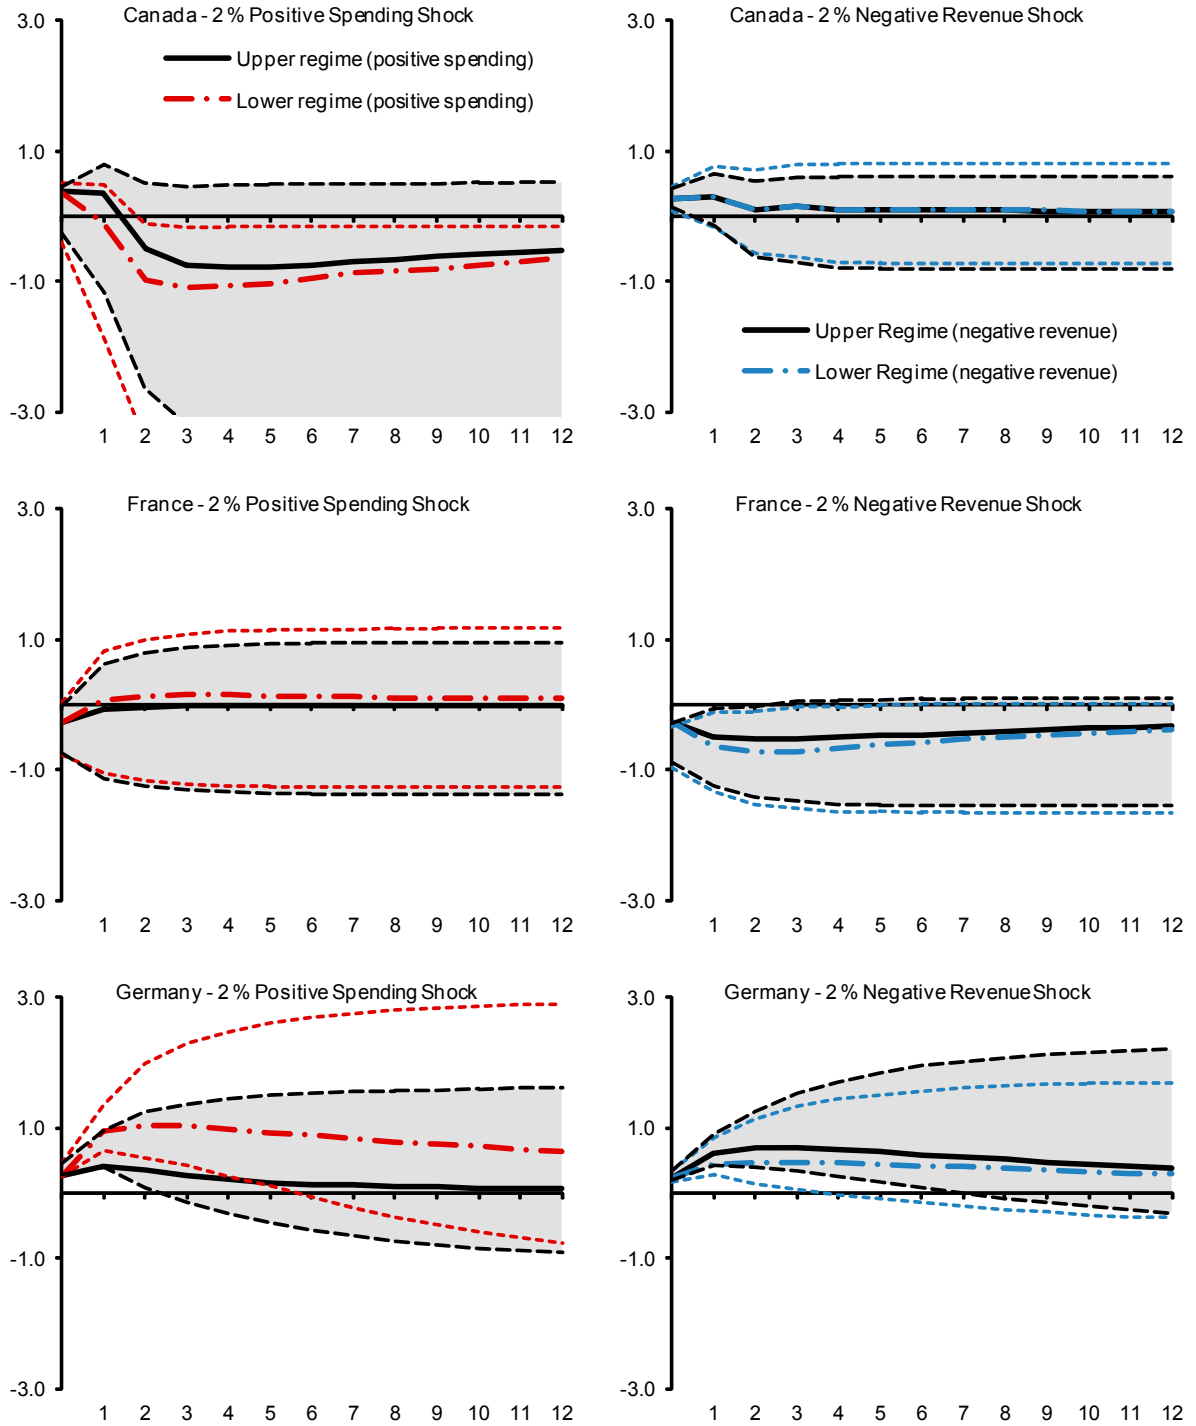 Canada - 2 % Positive Spending Shock
3.0
Upper regime (positive spending)
Lower regime (positive spending)
1.0
-1.0
-3.0
1 2 3 4 5 6 7 8 9 10 11 12
Canada - 2 % Negative Revenue Shock
3.0
1.0
-1.0
Upper Regime (negative revenue)
Lower Regime (negative revenue)
-3.0
1 2 3 4 5 6 7 8 9 10 11 12
France - 2 % Positive Spending Shock
3.0
1.0
-1.0
-3.0
1 2 3 4 5 6 7 8 9 10 11 12
France - 2 % Negative Revenue Shock
3.0
1.0
-1.0
-3.0
1 2 3 4 5 6 7 8 9 10 11 12
Germany - 2 % Positive Spending Shock
3.0
1.0
-1.0
-3.0
1 2 3 4 5 6 7 8 9 10 11 12
Germany - 2 % Negative Revenue Shock
3.0
1.0
-1.0
-3.0
1 2 3 4 5 6 7 8 9 10 11 12